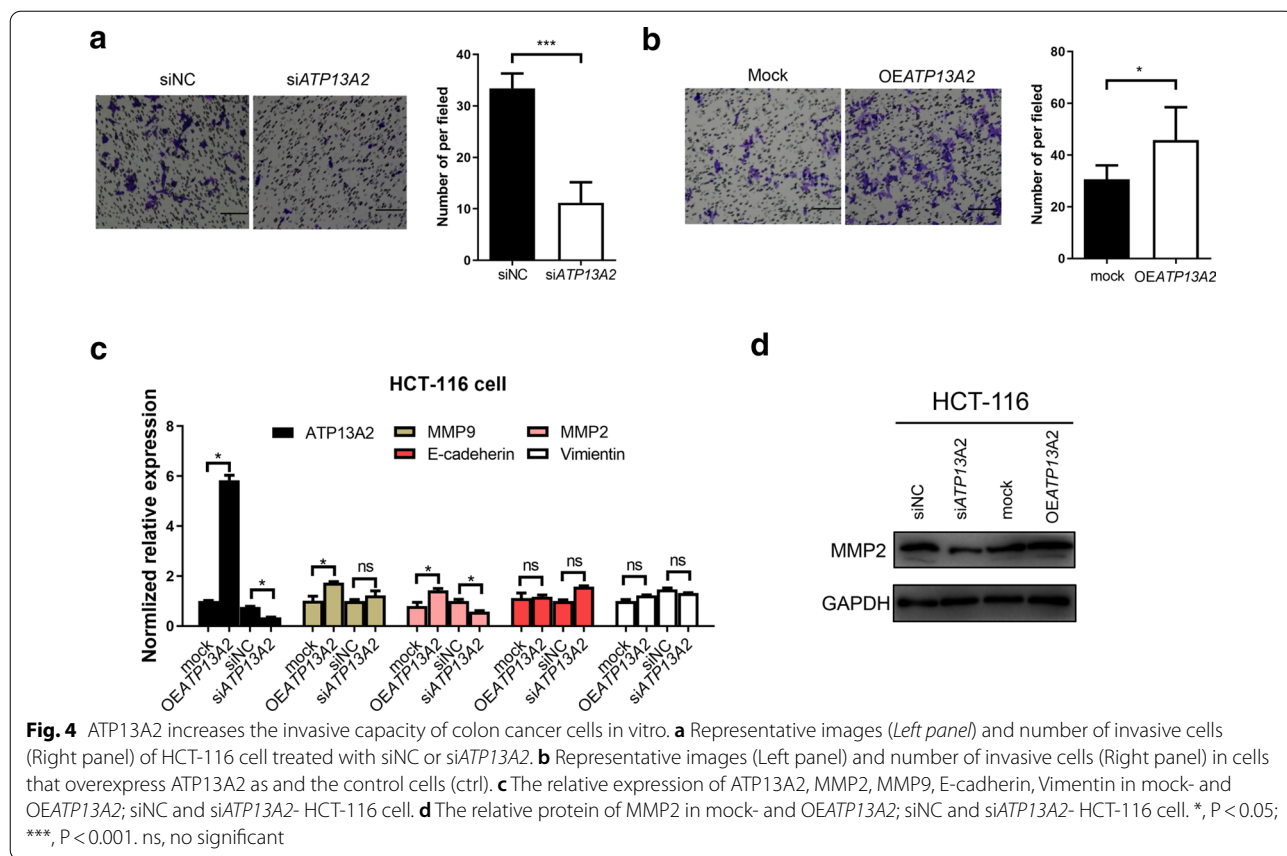 a
siNC
siATP13A2
***
Number of per fieled
40
30
20
10
0
siNC
siATP13A2
b
Mock
OEATP13A2
*
Number of per fieled
80
60
40
20
0
mock
OEATP13A2
c
HCT-116 cell
Normlized relative expression
8
6
4
2
0
ATP13A2
MMP9
MMP2
E-cadeherin
Vimientin
*
*
*
ns
*
*
ns
ns
ns
ns
mock
OEATP13A2
siNC
siATP13A2
mock
OEATP13A2
siNC
siATP13A2
mock
OEATP13A2
siNC
siATP13A2
mock
OEATP13A2
siNC
siATP13A2
mock
OEATP13A2
siNC
siATP13A2
d
HCT-116
siNC
siATP13A2
mock
OEATP13A2
MMP2
GAPDH
Fig. 4 ATP13A2 increases the invasive capacity of colon cancer cells in vitro. a Representative images (Left panel) and number of invasive cells
(Right panel) of HCT-116 cell treated with siNC or siATP13A2. b Representative images (Left panel) and number of invasive cells (Right panel) in cells
that overexpress ATP13A2 as and the control cells (ctrl). c The relative expression of ATP13A2, MMP2, MMP9, E-cadherin, Vimentin in mock- and
OEATP13A2; siNC and siATP13A2- HCT-116 cell. d The relative protein of MMP2 in mock- and OEATP13A2; siNC and siATP13A2- HCT-116 cell. *, P < 0.05;
***, P < 0.001. ns, no significant